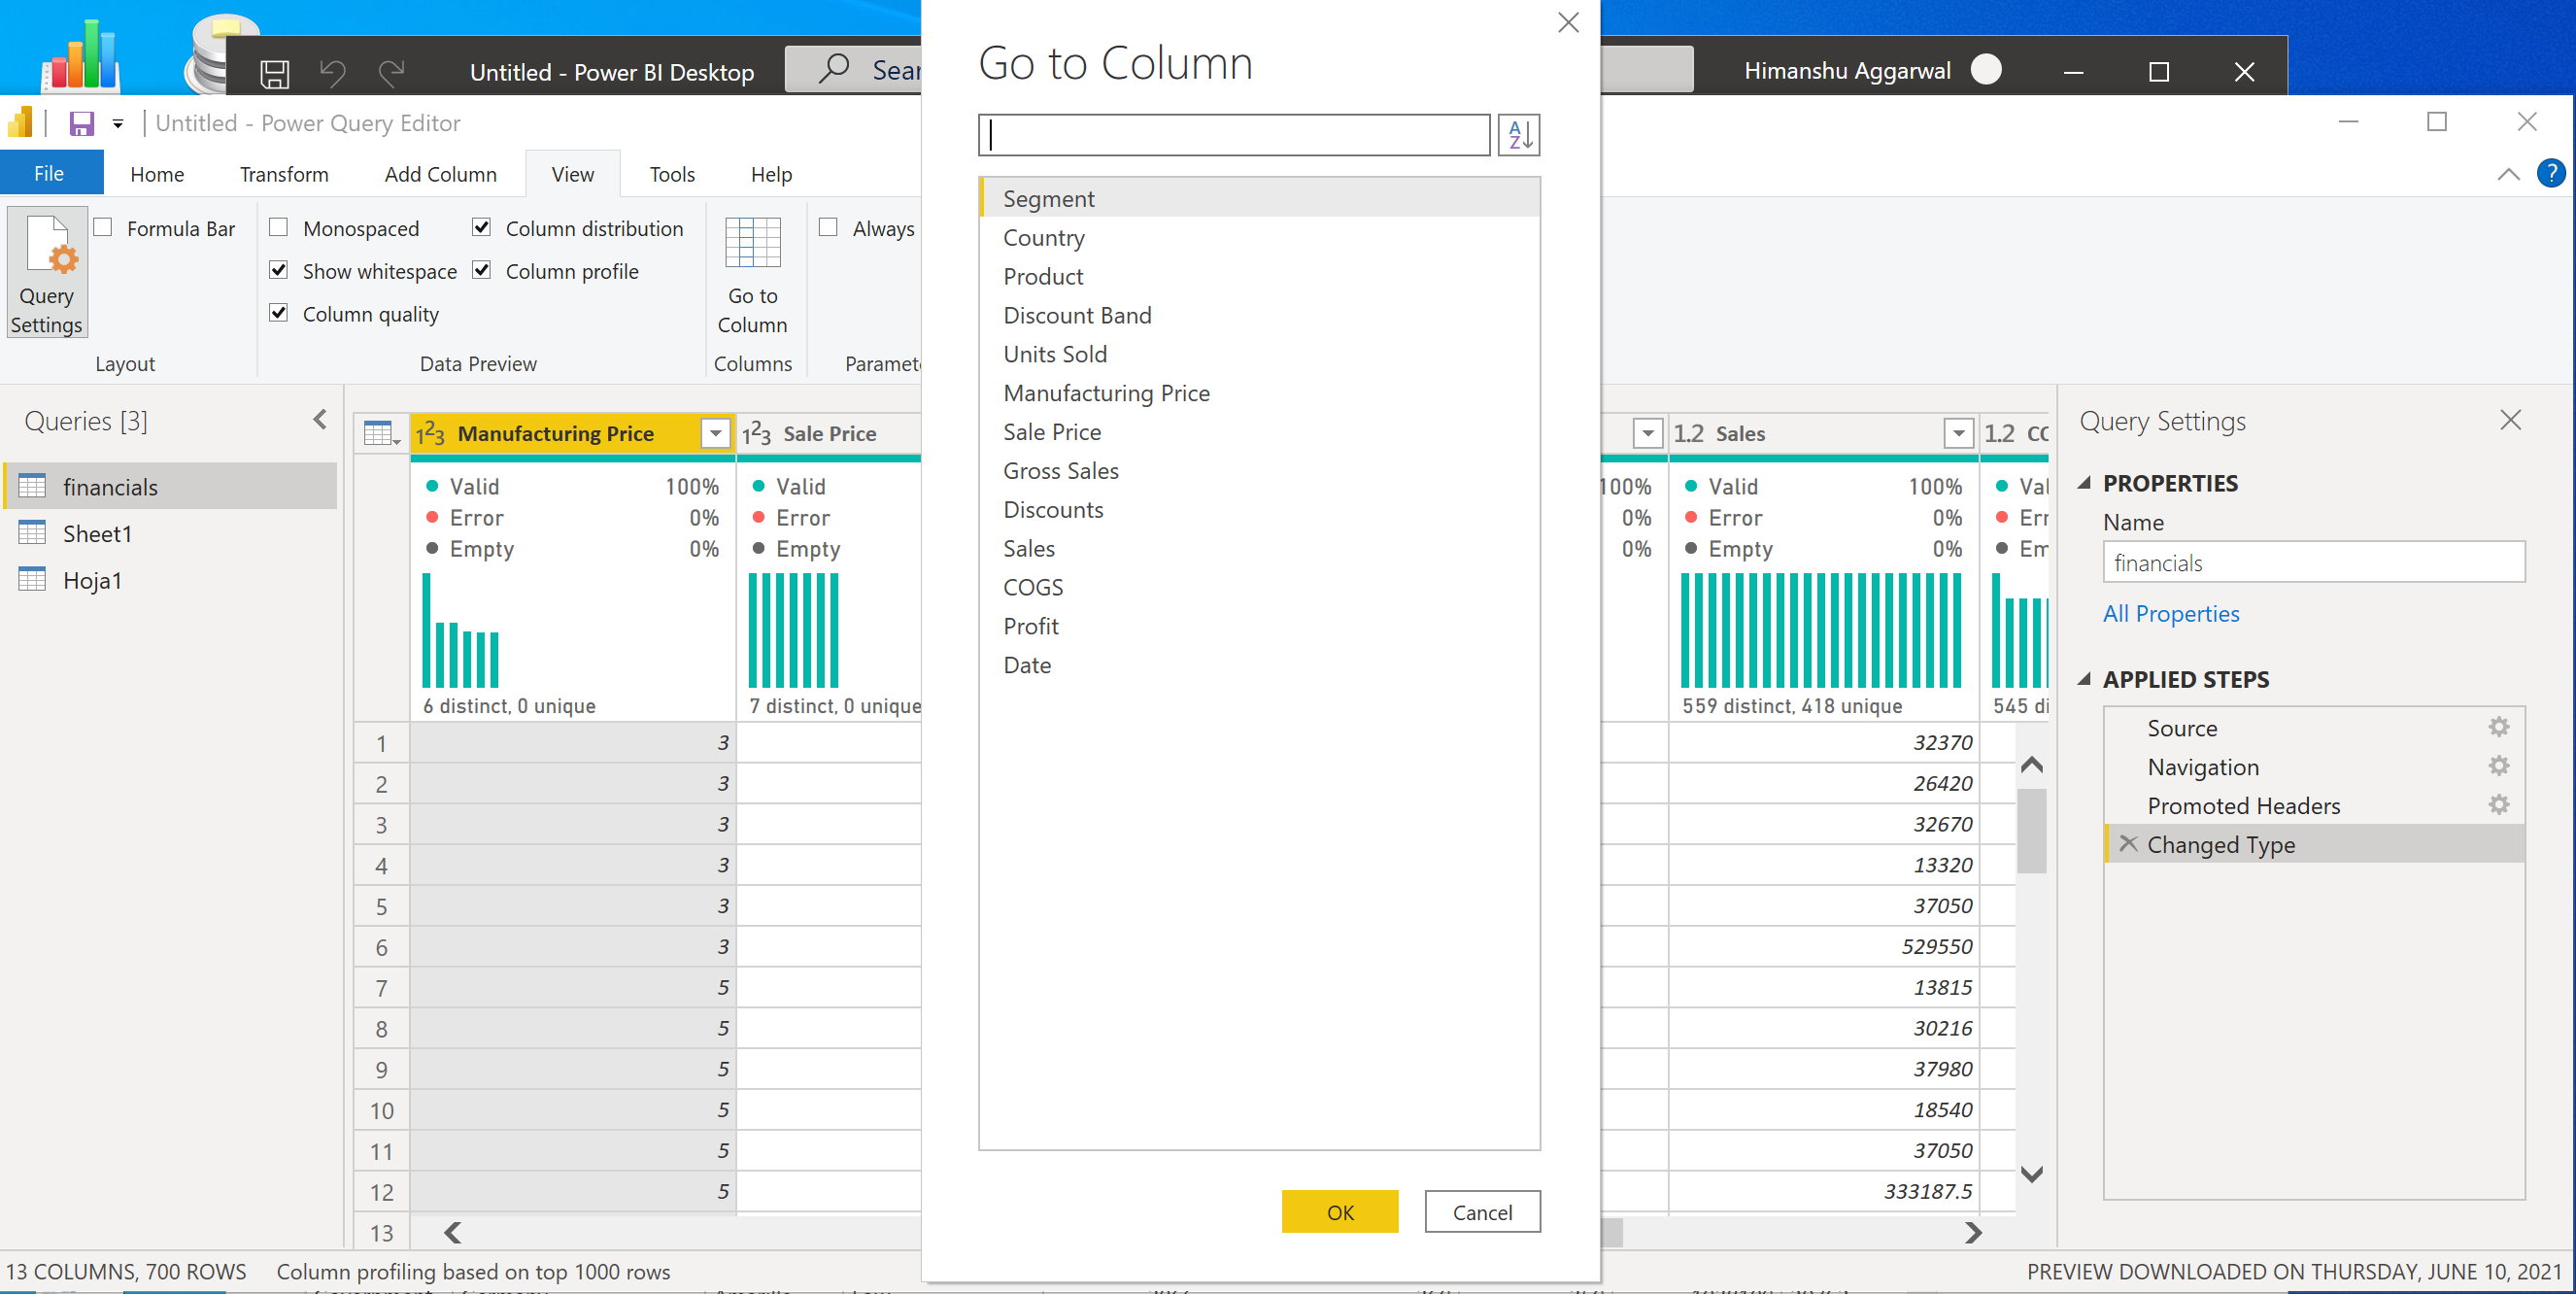 Untitled - Power BI Desktop
Sear
Himanshu Aggarwal
Untitled - Power Query Editor
File Home Transform Add Column View Tools Help
?
Query Settings
Formula Bar
Layout
Monospaced
Show whitespace
Column quality
Column distribution
Column profile
Data Preview
Go to Column
Columns
Always
Paramete
Queries [3]
financials
Sheet1
Hoja1
Go to Column
AZ
Segment
Country
Product
Discount Band
Units Sold
Manufacturing Price
Sale Price
Gross Sales
Discounts
Sales
COGS
Profit
Date
OK Cancel
123 Manufacturing Price 123 Sale Price 1.2 Sales 1.2 CO
Valid 100% Valid 100% Valid 100% Val
Error 0% Error 0% Error 0% Err
Empty 0% Empty 0% Empty 0% Em
6 distinct, 0 unique 7 distinct, 0 unique 559 distinct, 418 unique 545 di
1 3 32370
2 3 26420
3 3 32670
4 3 13320
5 3 37050
6 3 529550
7 5 13815
8 5 30216
9 5 37980
10 5 18540
11 5 37050
12 5 333187.5
13
Query Settings
PROPERTIES
Name
financials
All Properties
APPLIED STEPS
Source
Navigation
Promoted Headers
Changed Type
13 COLUMNS, 700 ROWS Column profiling based on top 1000 rows
PREVIEW DOWNLOADED ON THURSDAY, JUNE 10, 2021